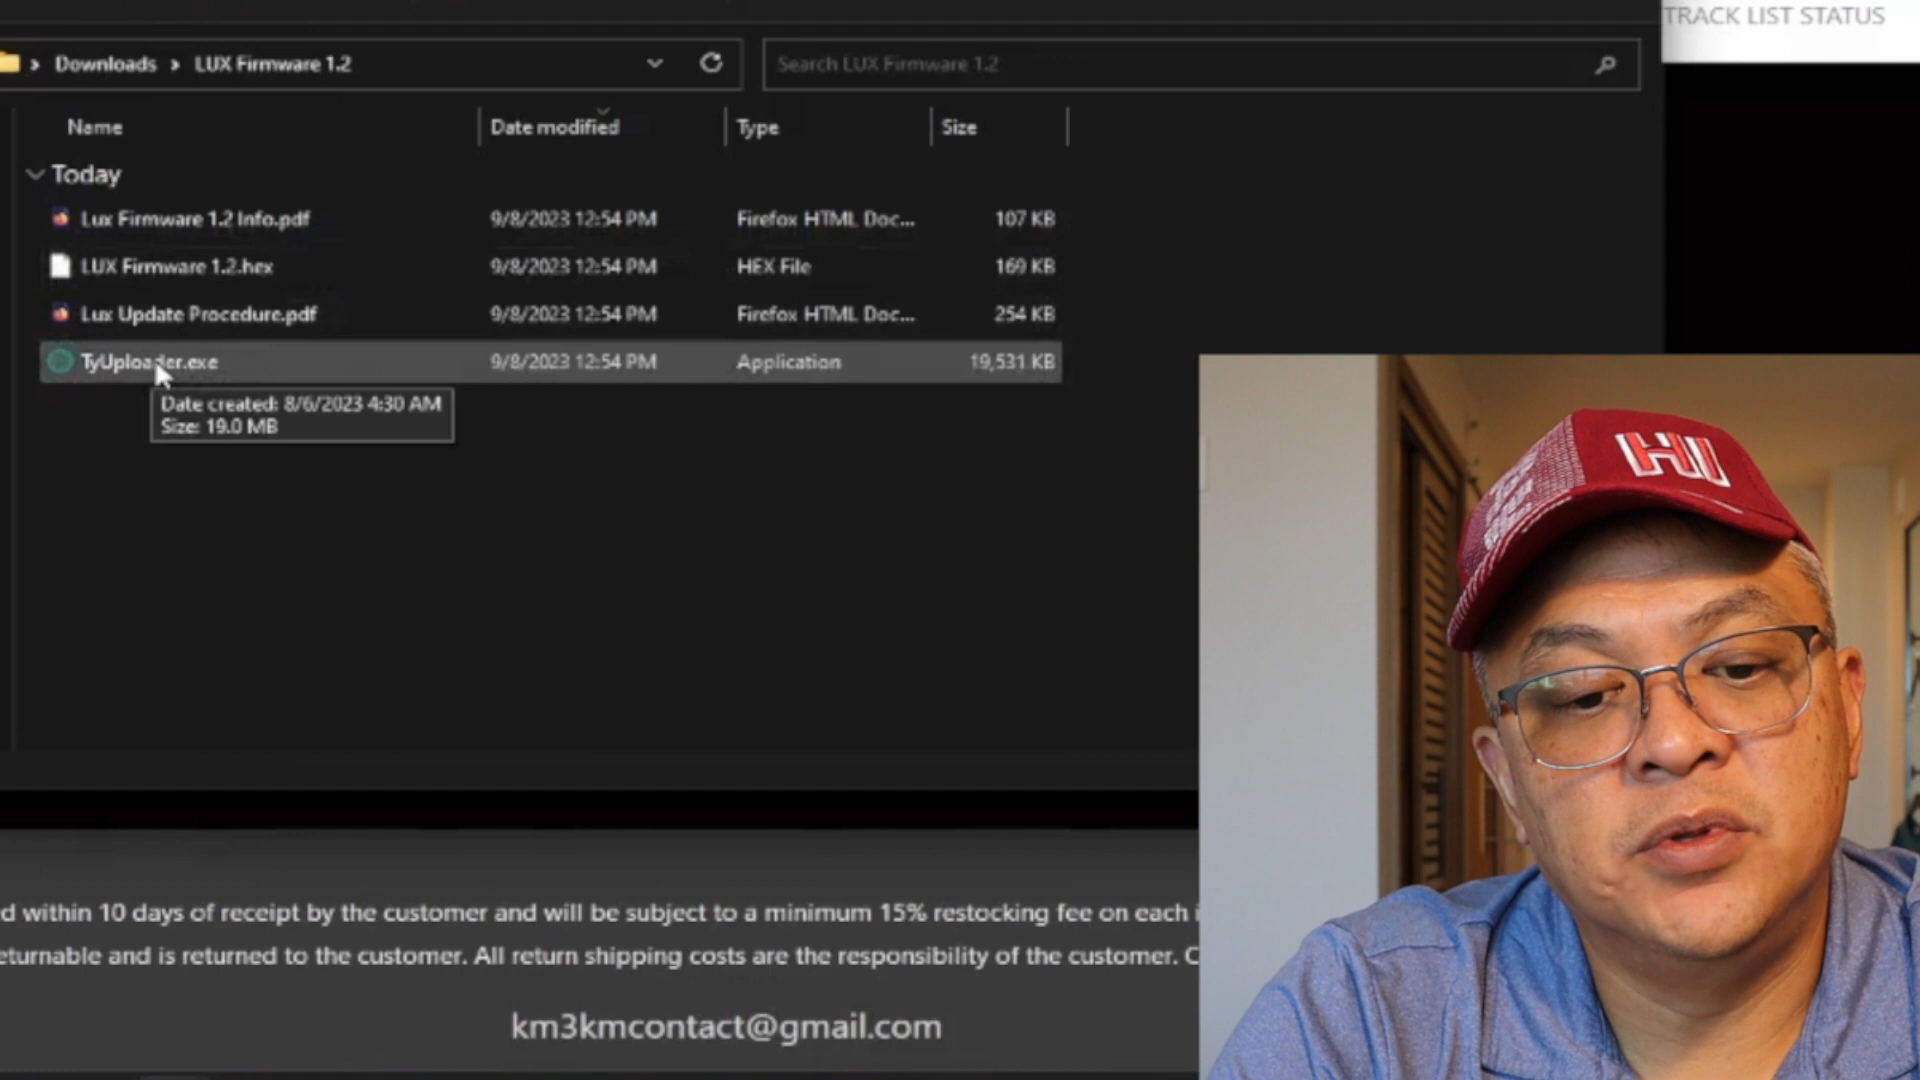 TRACK LIST STATUS
Downloads LUX Firmware 1.2
Search LUX Firmware 1.2
Name Date modified Type Size
Today
Lux Firmware 1.2 Info.pdf 9/8/2023 12:54 PM Firefox HTML Doc... 107 KB
LUX Firmware 1.2.hex 9/8/2023 12:54 PM HEX File 169 KB
Lux Update Procedure.pdf 9/8/2023 12:54 PM Firefox HTML Doc... 254 KB
TyUploader.exe 9/8/2023 12:54 PM Application 19,531 KB
Date created: 8/6/2023 4:30 AM
Size: 19.0 MB
HI
d within 10 days of receipt by the customer and will be subject to a minimum 15% restocking fee on each i
eturnable and is returned to the customer. All return shipping costs are the responsibility of the customer. C
km3kmcontact@gmail.com